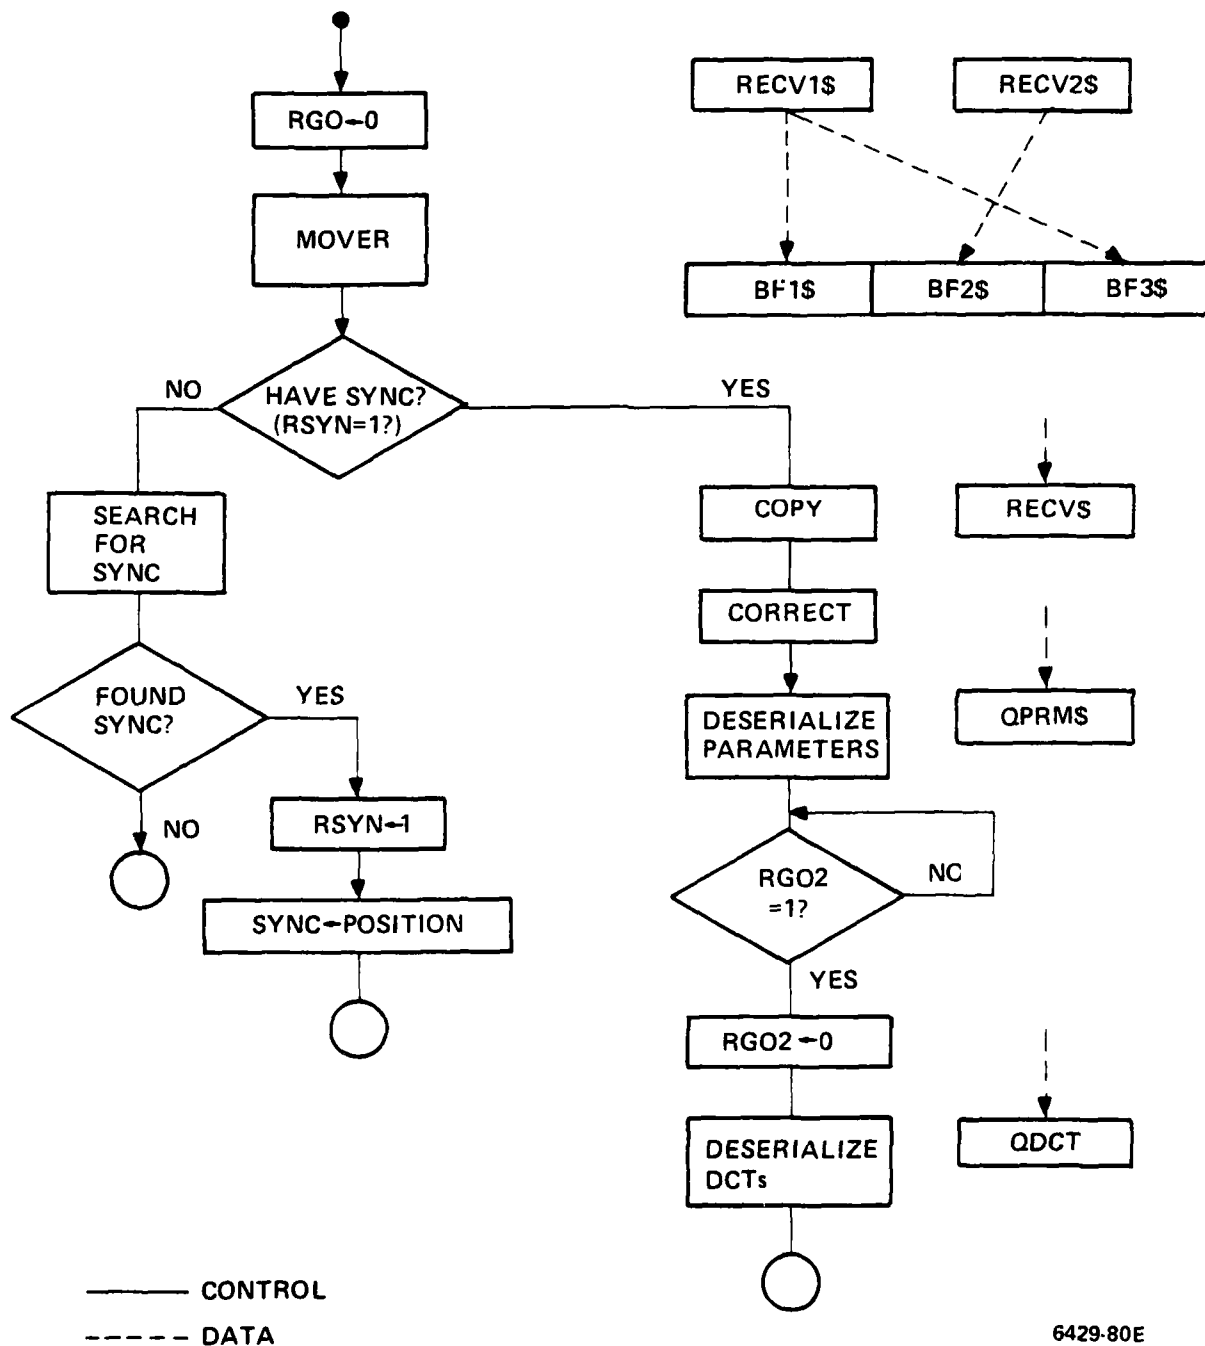 RGO←0
MOVER
RECV1$
RECV2$
BF1$
BF2$
BF3$
HAVE SYNC?
(RSYN=1?)
NO
YES
SEARCH
FOR
SYNC
FOUND
SYNC?
YES
NO
RSYN←1
SYNC←POSITION
COPY
RECV$
CORRECT
DESERIALIZE
PARAMETERS
QPRM$
RGO2
=1?
NO
YES
RGO2←0
DESERIALIZE
DCTs
QDCT
CONTROL
DATA
6429-80E